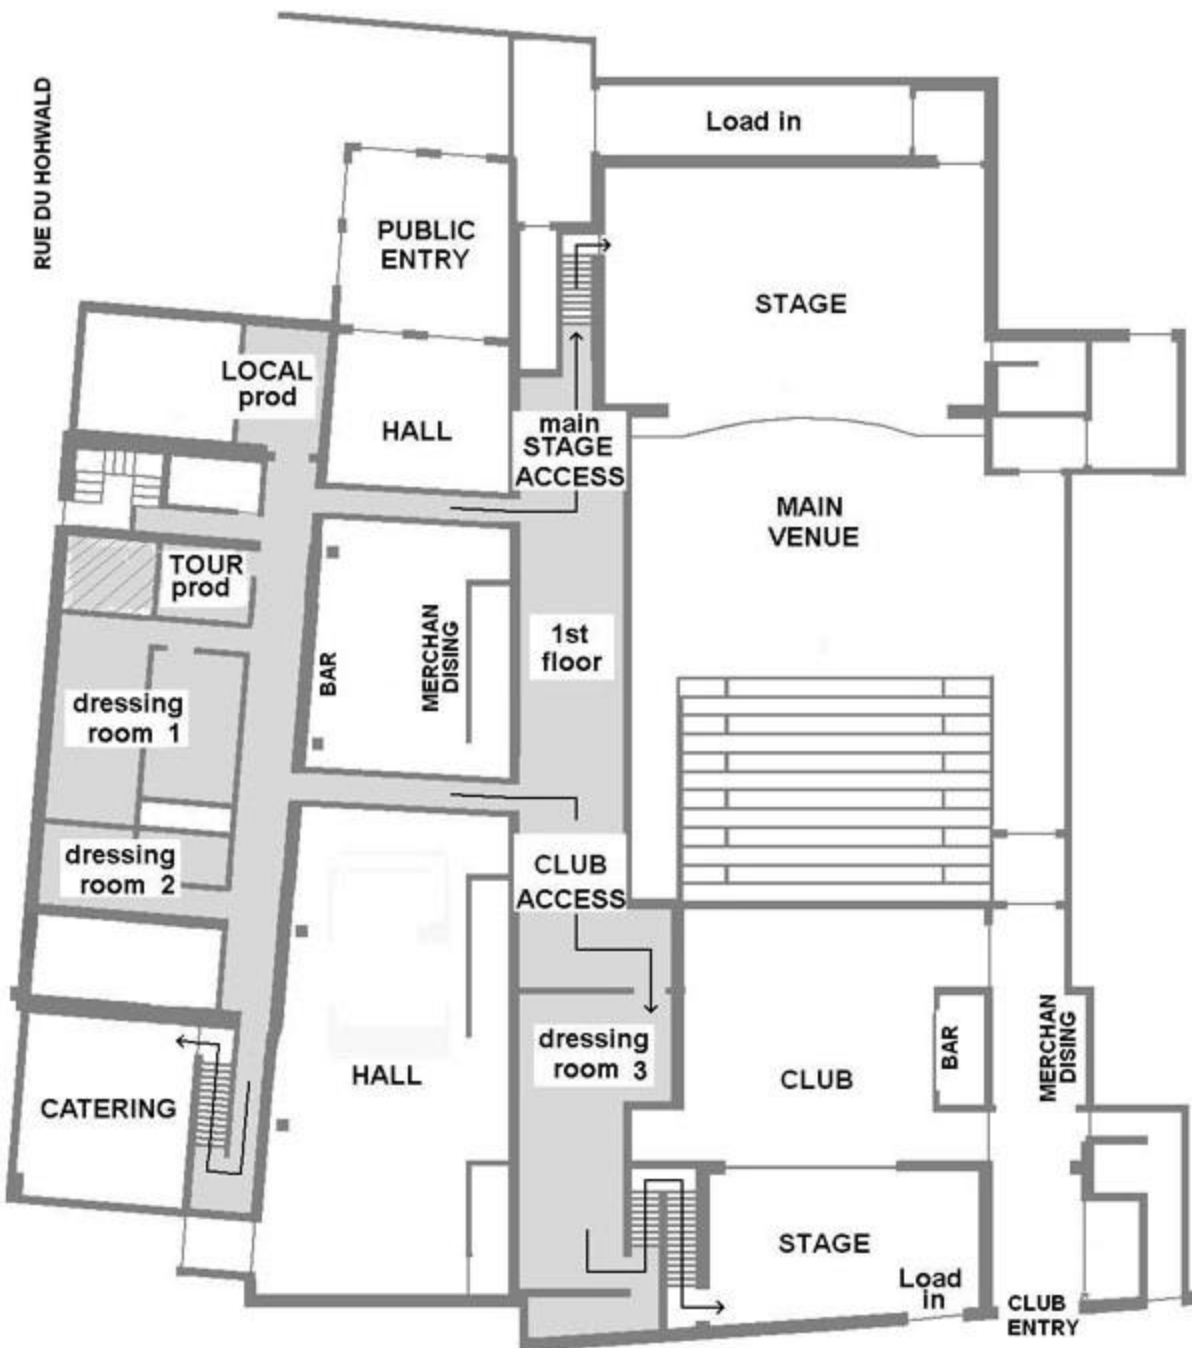 RUE DU HOHWALD
Load in
PUBLIC
ENTRY
STAGE
LOCAL
prod
HALL
main
STAGE
ACCESS
MAIN
VENUE
TOUR
prod
BAR
MERCHAN
DISING
1st
floor
dressing
room 1
dressing
room 2
CLUB
ACCESS
dressing
room 3
HALL
CATERING
CLUB
BAR
MERCHAN
DISING
STAGE
Load
in
CLUB
ENTRY